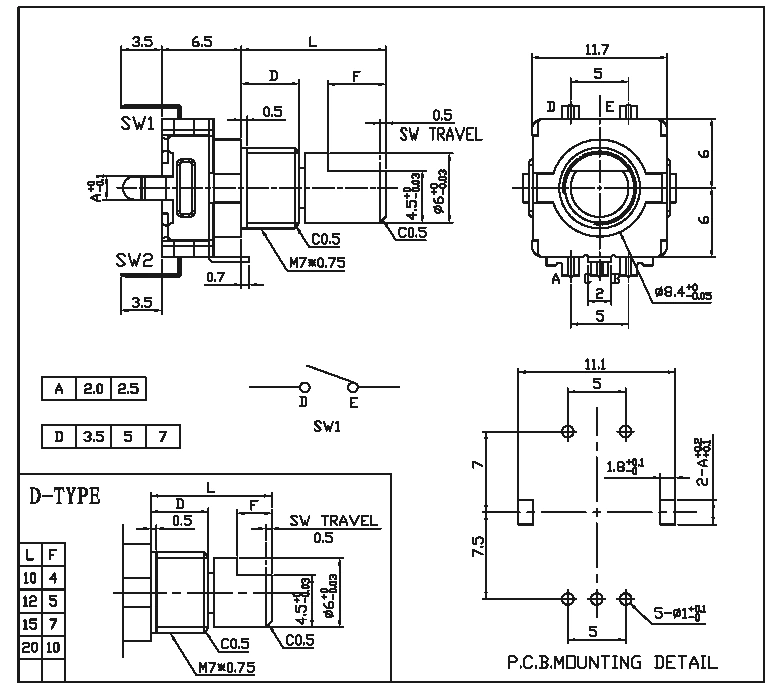 3.5 6.5 L
D F
0.5 0.5
SW TRAVEL
SW1
A+0-0.1
4.5+0-0.03
Ø6+0-0.03
SW2
C0.5 C0.5
M7*0.75
0.7
3.5
11.7
5
D E
6
6
A C B
2
5
Ø8.4+0-0.05
A 2.0 2.5
D 3.5 5 7
D E
SW1
11.1
5
7
1.8+0.1-0
2-A+0.2+0.1
7.5
5-Ø1+0.1-0
5
P.C.B.MOUNTING DETAIL
D-TYPE
L
D F
0.5 SW TRAVEL
0.5
4.5+0-0.03
Ø6+0-0.03
C0.5 C0.5
M7*0.75
L F
10 4
12 5
15 7
20 10